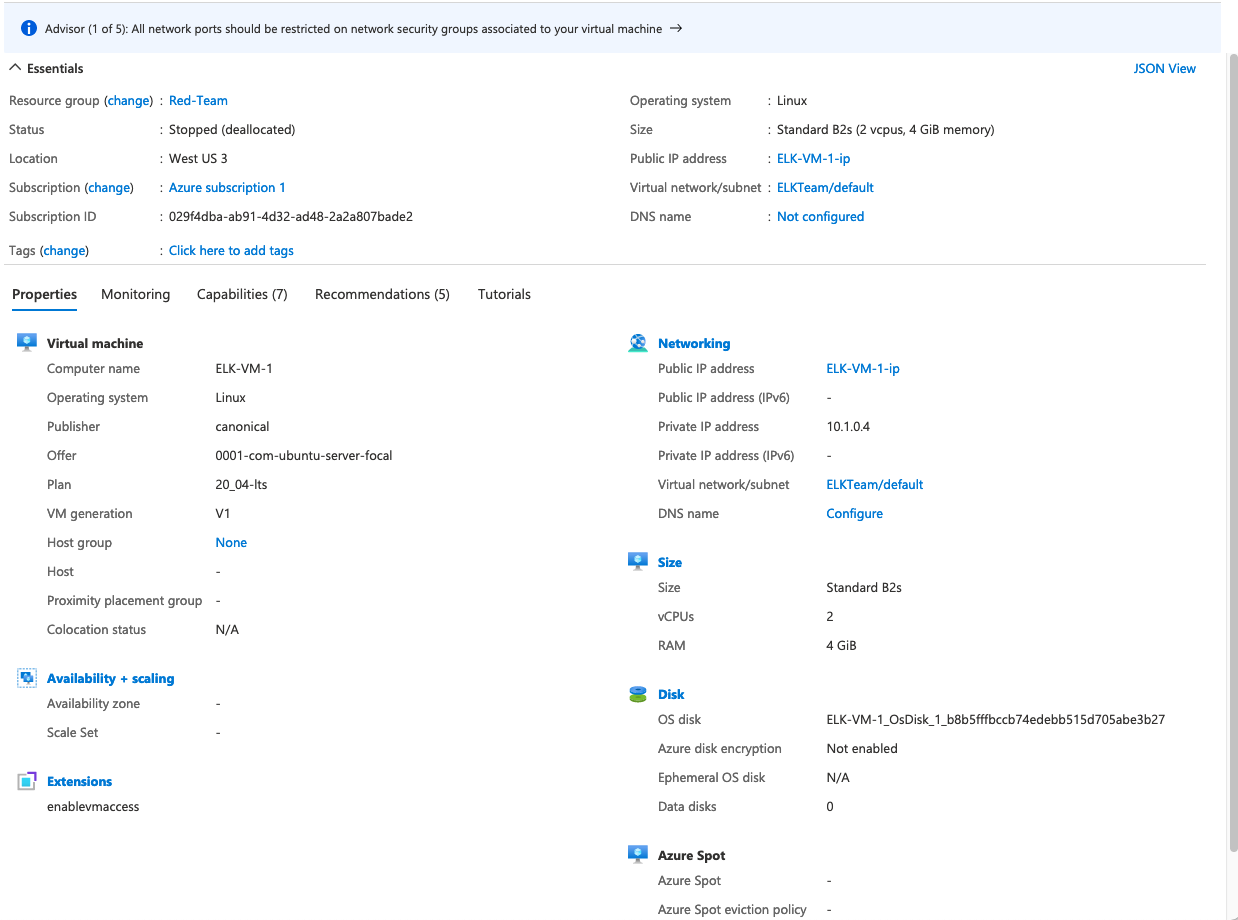 Advisor (1 of 5): All network ports should be restricted on network security groups associated to your virtual machine →
Essentials
JSON View
Resource group (change) : Red-Team
Status : Stopped (deallocated)
Location : West US 3
Subscription (change) : Azure subscription 1
Subscription ID : 029f4dba-ab91-4d32-ad48-2a2a807bade2
Tags (change) : Click here to add tags
Operating system : Linux
Size : Standard B2s (2 vcpus, 4 GiB memory)
Public IP address : ELK-VM-1-ip
Virtual network/subnet : ELKTeam/default
DNS name : Not configured
Properties Monitoring Capabilities (7) Recommendations (5) Tutorials
Virtual machine
Computer name ELK-VM-1
Operating system Linux
Publisher canonical
Offer 0001-com-ubuntu-server-focal
Plan 20_04-lts
VM generation V1
Host group None
Host -
Proximity placement group -
Colocation status N/A
Availability + scaling
Availability zone -
Scale Set -
Extensions
enablevmaccess
Networking
Public IP address ELK-VM-1-ip
Public IP address (IPv6) -
Private IP address 10.1.0.4
Private IP address (IPv6) -
Virtual network/subnet ELKTeam/default
DNS name Configure
Size
Size Standard B2s
vCPUs 2
RAM 4 GiB
Disk
OS disk ELK-VM-1_OsDisk_1_b8b5fffbccb74edebb515d705abe3b27
Azure disk encryption Not enabled
Ephemeral OS disk N/A
Data disks 0
Azure Spot
Azure Spot -
Azure Spot eviction policy -